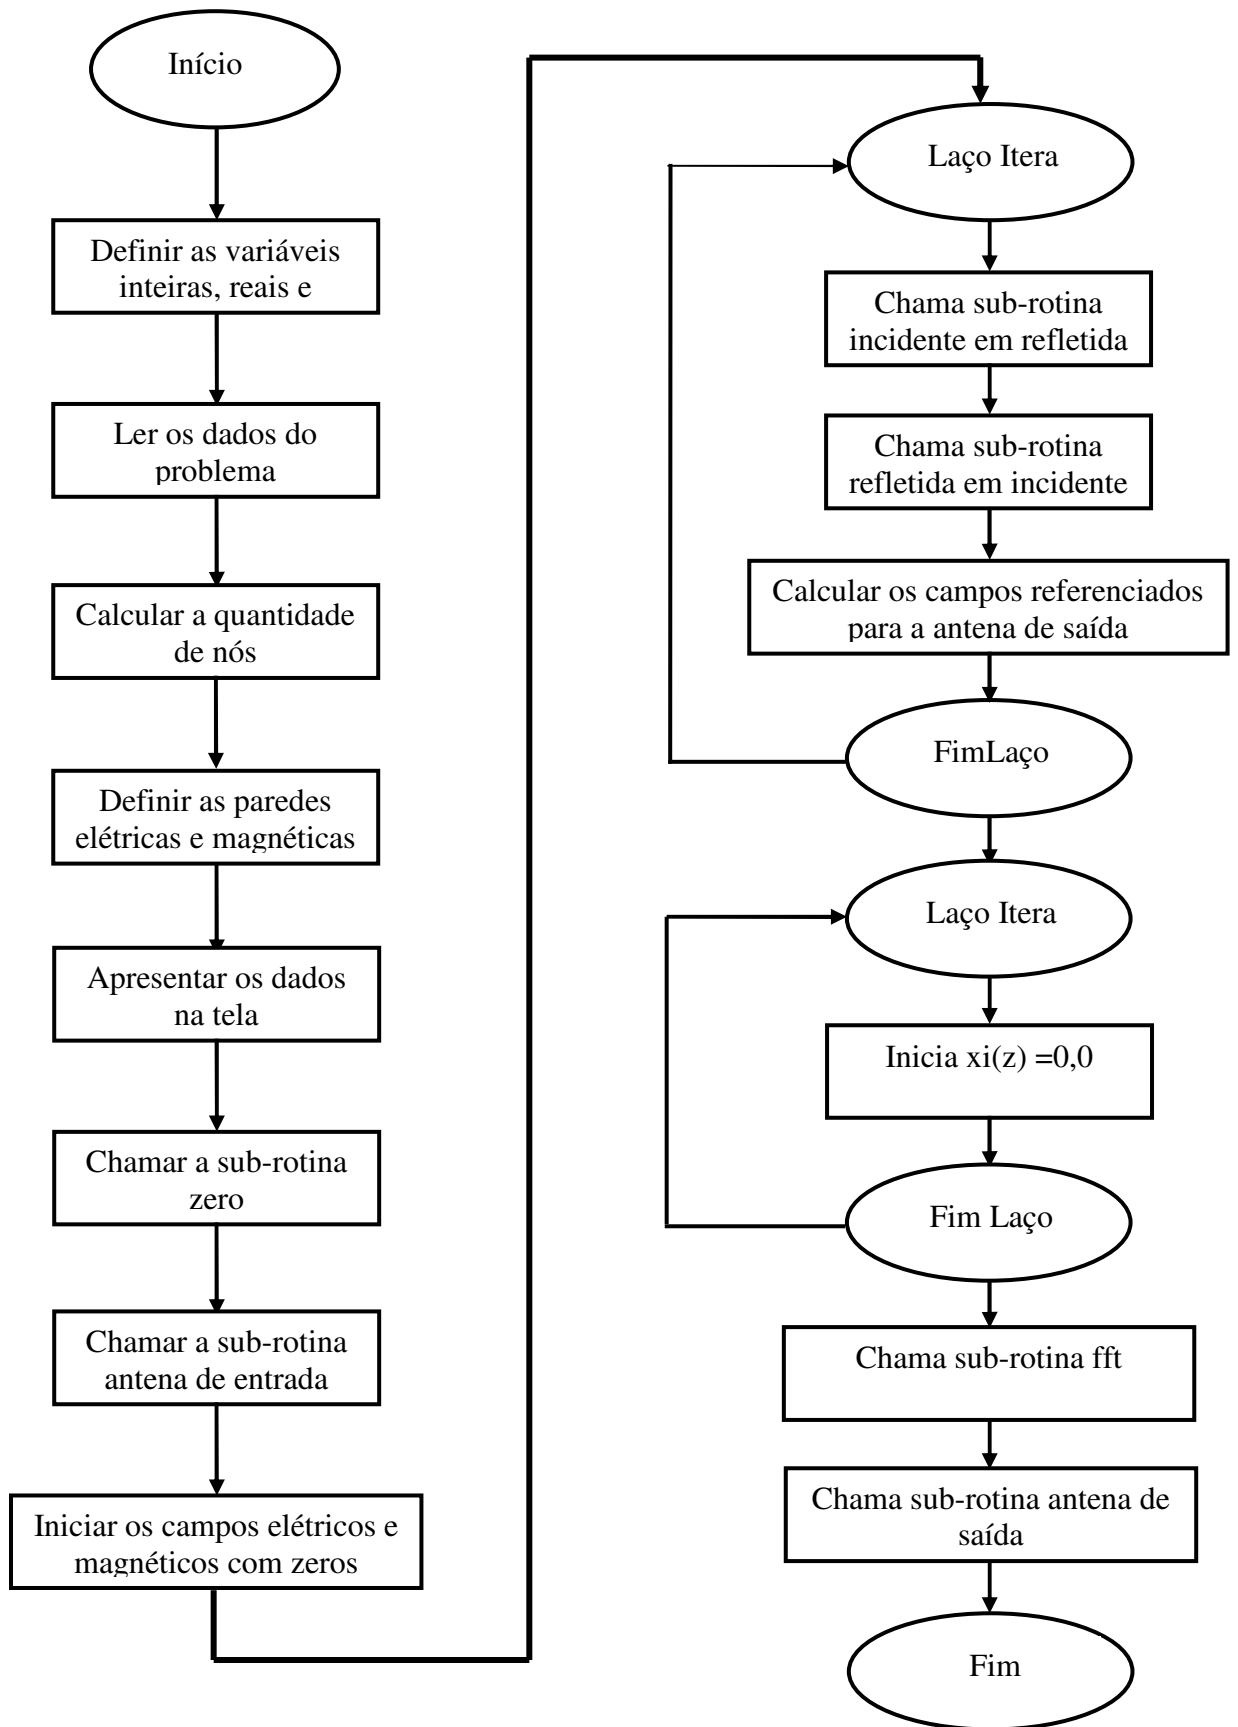 Início
Definir as variáveis
inteiras, reais e
Ler os dados do
problema
Calcular a quantidade
de nós
Definir as paredes
elétricas e magnéticas
Apresentar os dados
na tela
Chamar a sub-rotina
zero
Chamar a sub-rotina
antena de entrada
Iniciar os campos elétricos e
magnéticos com zeros
Laço Itera
Chama sub-rotina
incidente em refletida
Chama sub-rotina
refletida em incidente
Calcular os campos referenciados
para a antena de saída
FimLaço
Laço Itera
Inicia xi(z) =0,0
Fim Laço
Chama sub-rotina fft
Chama sub-rotina antena de
saída
Fim